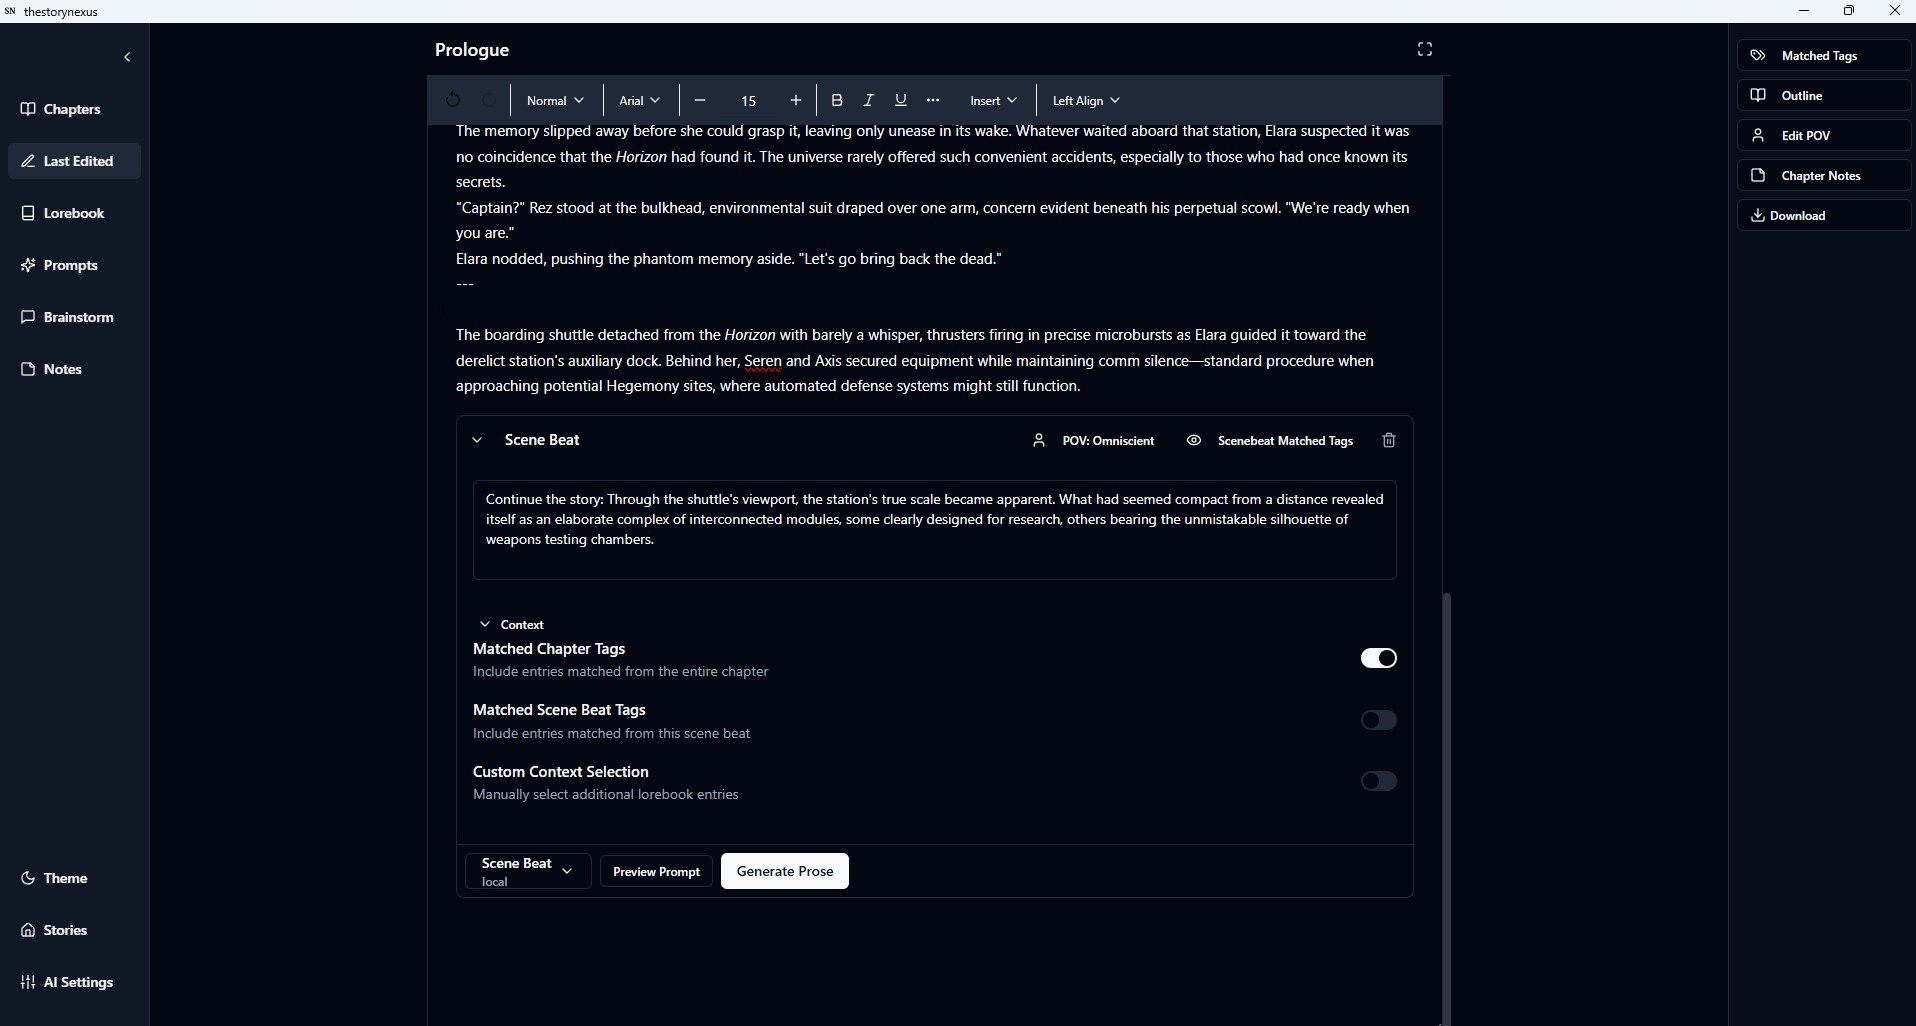 SN thestorynexus
Chapters
Last Edited
Lorebook
Prompts
Brainstorm
Notes
Theme
Stories
AI Settings
Prologue
Normal
Arial
15
B I U
Insert
Left Align
The memory slipped away before she could grasp it, leaving only unease in its wake. Whatever waited aboard that station, Elara suspected it was
no coincidence that the Horizon had found it. The universe rarely offered such convenient accidents, especially to those who had once known its
secrets.
"Captain?" Rez stood at the bulkhead, environmental suit draped over one arm, concern evident beneath his perpetual scowl. "We're ready when
you are."
Elara nodded, pushing the phantom memory aside. "Let's go bring back the dead."
---
The boarding shuttle detached from the Horizon with barely a whisper, thrusters firing in precise microbursts as Elara guided it toward the
derelict station's auxiliary dock. Behind her, Seren and Axis secured equipment while maintaining comm silence—standard procedure when
approaching potential Hegemony sites, where automated defense systems might still function.
Scene Beat
POV: Omniscient
Scenebeat Matched Tags
Continue the story: Through the shuttle's viewport, the station's true scale became apparent. What had seemed compact from a distance revealed
itself as an elaborate complex of interconnected modules, some clearly designed for research, others bearing the unmistakable silhouette of
weapons testing chambers.
Context
Matched Chapter Tags
Include entries matched from the entire chapter
Matched Scene Beat Tags
Include entries matched from this scene beat
Custom Context Selection
Manually select additional lorebook entries
Scene Beat
local
Preview Prompt
Generate Prose
Matched Tags
Outline
Edit POV
Chapter Notes
Download